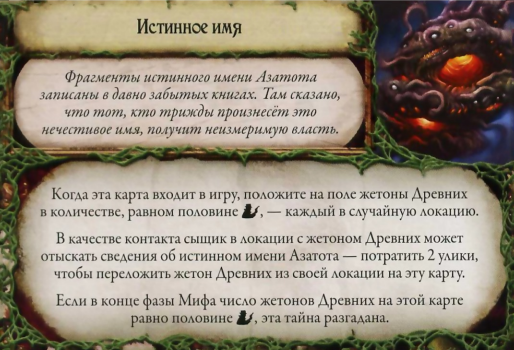 Истинное имя
Фрагменты истинного имени Азатота
записаны в давно забытых книгах. Там сказано,
что тот, кто трижды произнесёт это
нечестивое имя, получит неизмеримую власть.
Когда эта карта входит в игру, положите на поле жетоны Древних
в количестве, равном половине , — каждый в случайную локацию.
В качестве контакта сыщик в локации с жетоном Древних может
отыскать сведения об истинном имени Азатота — потратить 2 улики,
чтобы переложить жетон Древних из своей локации на эту карту.
Если в конце фазы Мифа число жетонов Древних на этой карте
равно половине , эта тайна разгадана.